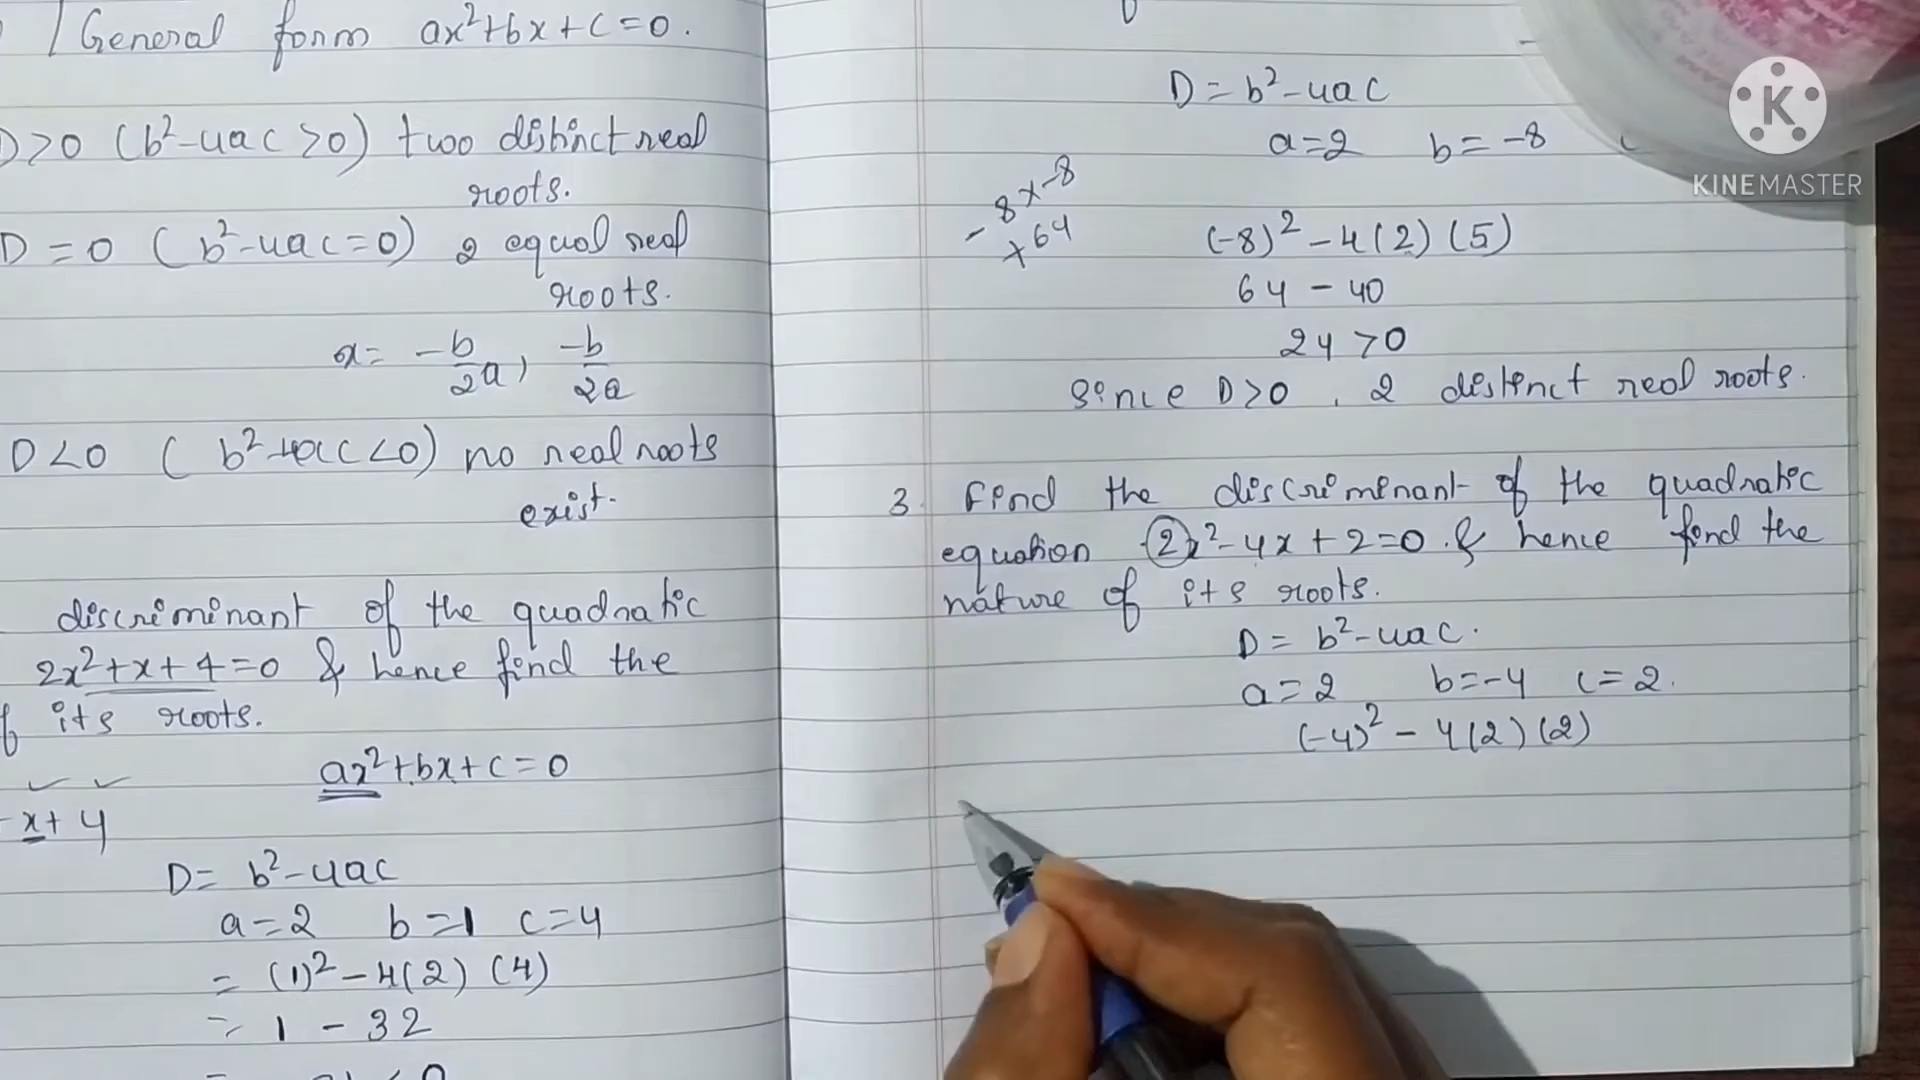 General form ax²+bx+c=0.
D>0 (b²-4ac>0) two distinct real
roots.
D=0 (b²-4ac=0) 2 equal real
roots.
x= -b/2a, -b/2a
D<0 (b²-4ac<0) no real roots
exist.
discriminant of the quadratic
2x²+x+4=0 & hence find the
its roots.
ax²+bx+c=0
x+4
D= b²-4ac
a=2 b=1 c=4
= (1)²-4(2) (4)
= 1 - 32
D=b²-4ac
a=2 b=-8
-8x-8
+64
(-8)²-4(2)(5)
64-40
24>0
Since D>0, 2 distinct real roots.
3. Find the discriminant of the quadratic
equation 2x²-4x+2=0. & hence find the
nature of its roots.
D= b²-4ac.
a=2 b=-4 c=2.
(-4)²-4(2)(2)
K
KINEMASTER